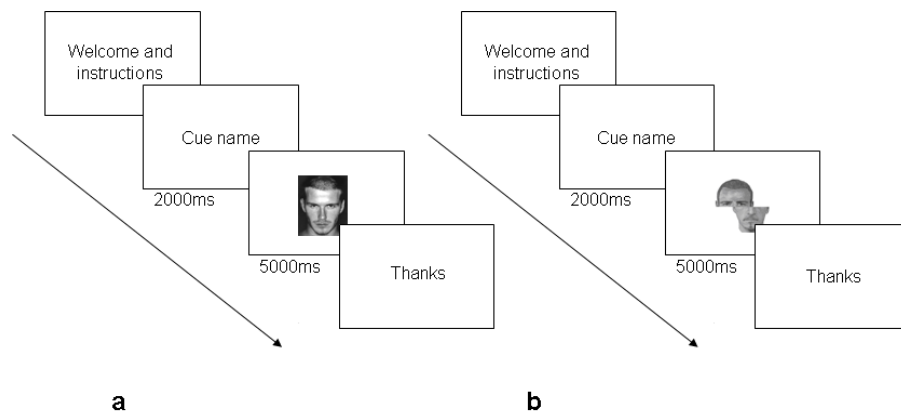 Welcome and
instructions
Cue name
2000ms
5000ms
Thanks
a
Welcome and
instructions
Cue name
2000ms
5000ms
Thanks
b